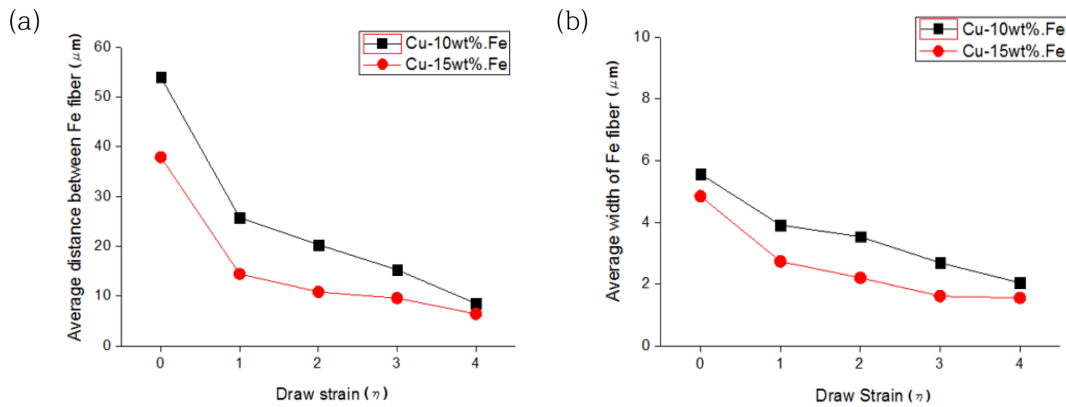 (a)
60
50
40
30
20
10
0
Average distance between Fe fiber (μm)
Cu-10wt%.Fe
Cu-15wt%.Fe
0 1 2 3 4
Draw strain (η)
(b)
10
8
6
4
2
0
Average width of Fe fiber (μm)
Cu-10wt%.Fe
Cu-15wt%.Fe
0 1 2 3 4
Draw Strain (η)